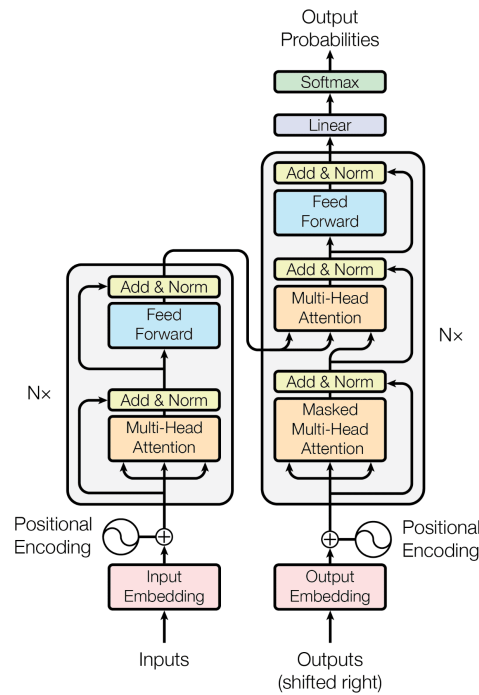 Output
Probabilities
Softmax
Linear
Add & Norm
Feed
Forward
Add & Norm
Multi-Head
Attention
Add & Norm
Masked
Multi-Head
Attention
N×
Add & Norm
Feed
Forward
Add & Norm
Multi-Head
Attention
N×
Positional
Encoding
Positional
Encoding
Input
Embedding
Output
Embedding
Inputs
Outputs
(shifted right)